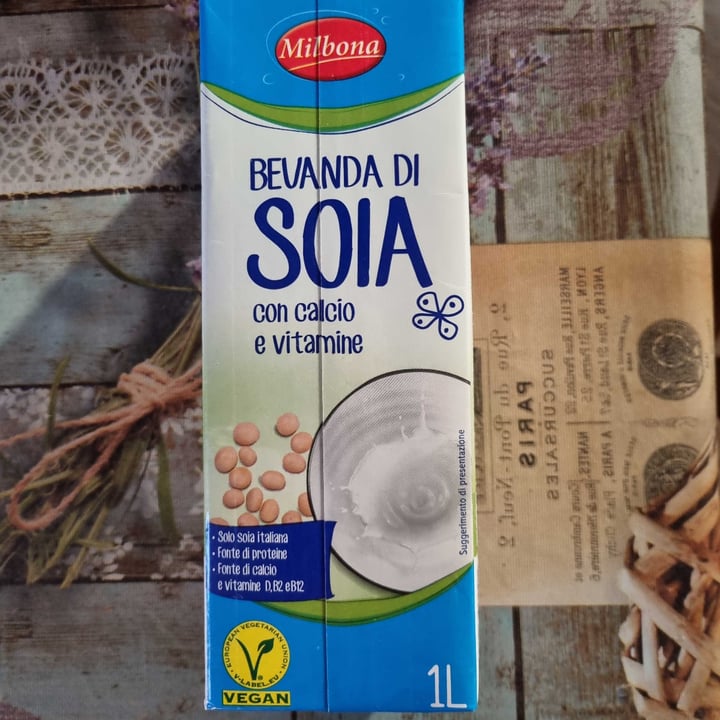 Milbona
BEVANDA DI
SOIA
con calcio
e vitamine
Suggerimento di presentazione
• Solo soia italiana
• Fonte di proteine
• Fonte di calcio
e vitamine D, B2 e B12
EUROPEAN VEGETARIAN UNION
V-LABEL.EU
VEGAN
1L
PARIS
SUCCURSALES